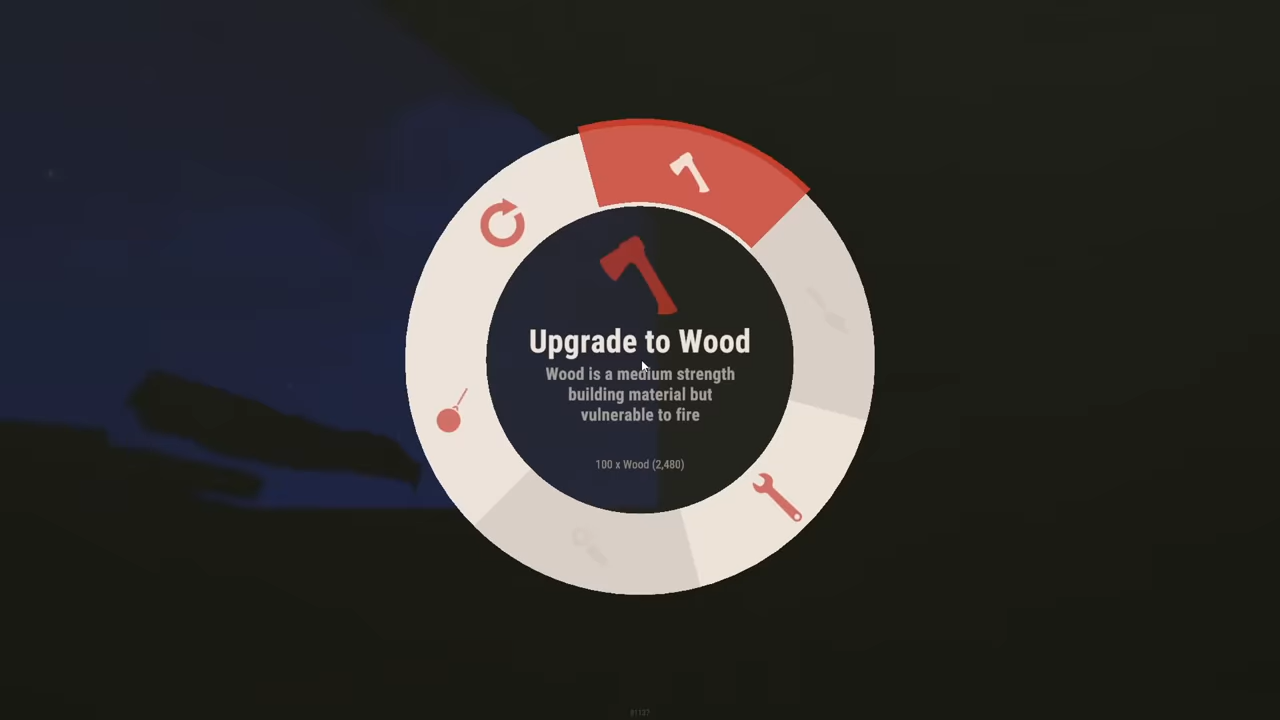 Upgrade to Wood
Wood is a medium strength
building material but
vulnerable to fire
100 x Wood (2,480)